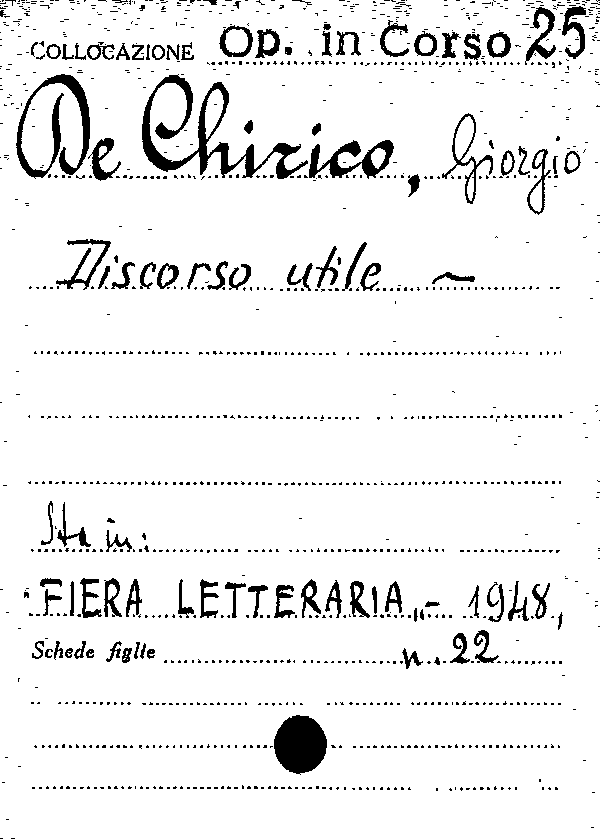 COLLOCAZIONE Op. in Corso 25
De Chirico, Giorgio
Discorso utile ~
Sta in:
"FIERA LETTERARIA„ - 1948,
Schede figlie n. 22